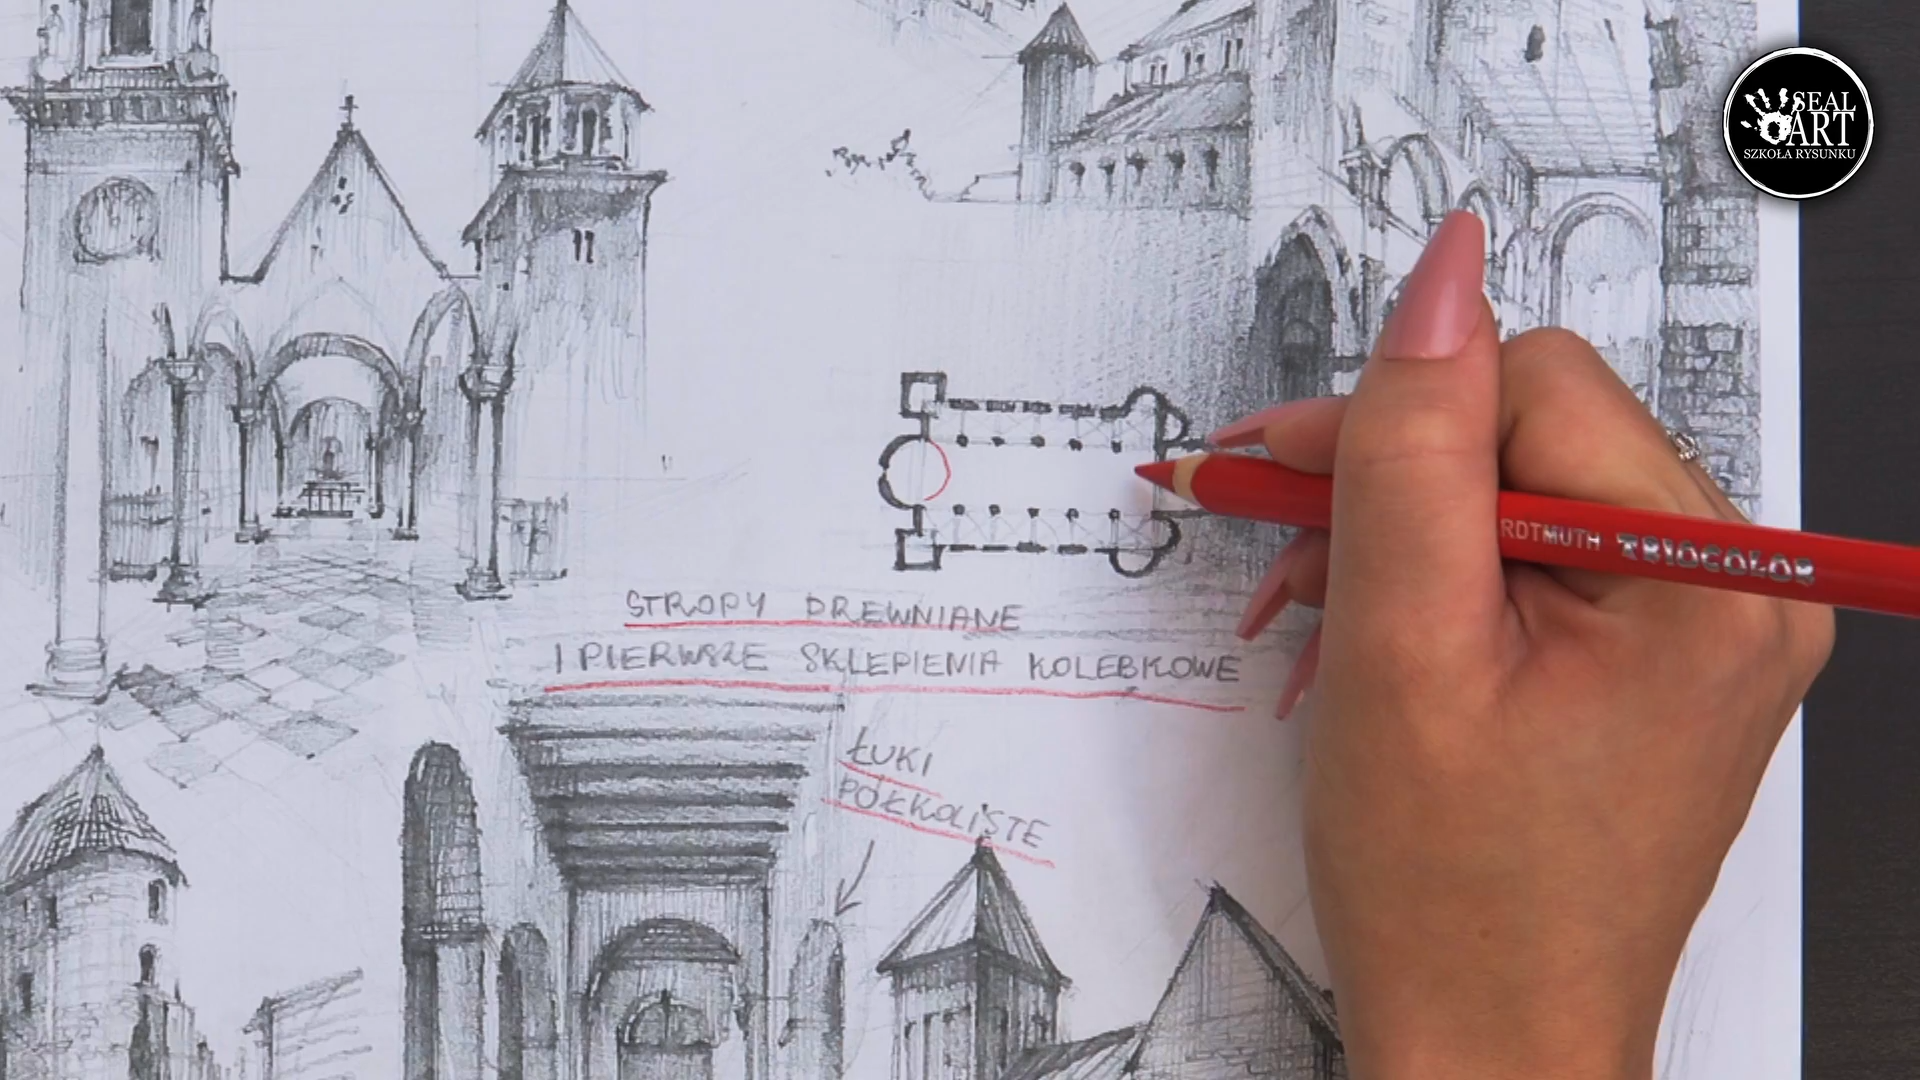 SEAL
ART
SZKOŁA RYSUNKU
RDTMUTH TRIOCOLOR
STROPY DREWNIANE
I PIERWSZE SKLEPIENIA KOLEBKOWE
ŁUKI
PÓŁKOLISTE